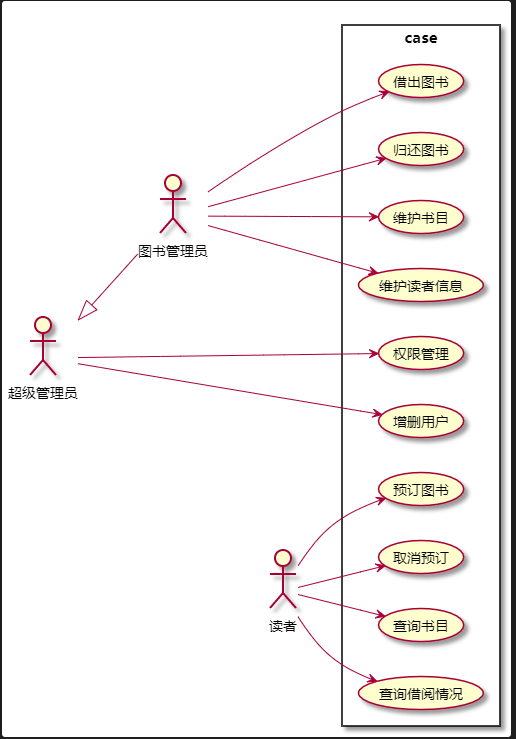 case
借出图书
归还图书
维护书目
图书管理员
维护读者信息
权限管理
超级管理员
增删用户
预订图书
取消预订
读者
查询书目
查询借阅情况